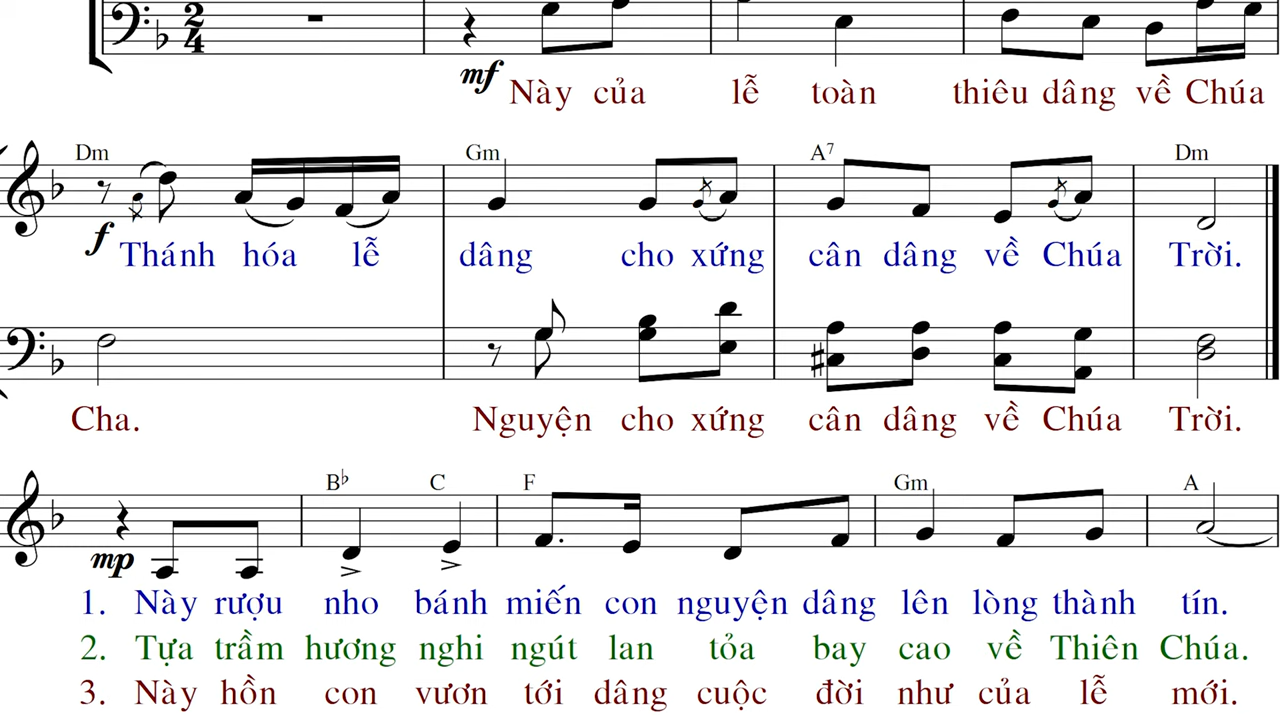 2
4
mf
Này của lễ toàn thiêu dâng về Chúa
Dm Gm A7 Dm
f
Thánh hóa lễ dâng cho xứng cân dâng về Chúa Trời.
Cha. Nguyện cho xứng cân dâng về Chúa Trời.
B♭ C F Gm A
mp
1. Này rượu nho bánh miến con nguyện dâng lên lòng thành tín.
2. Tựa trầm hương nghi ngút lan tỏa bay cao về Thiên Chúa.
3. Này hồn con vươn tới dâng cuộc đời như của lễ mới.